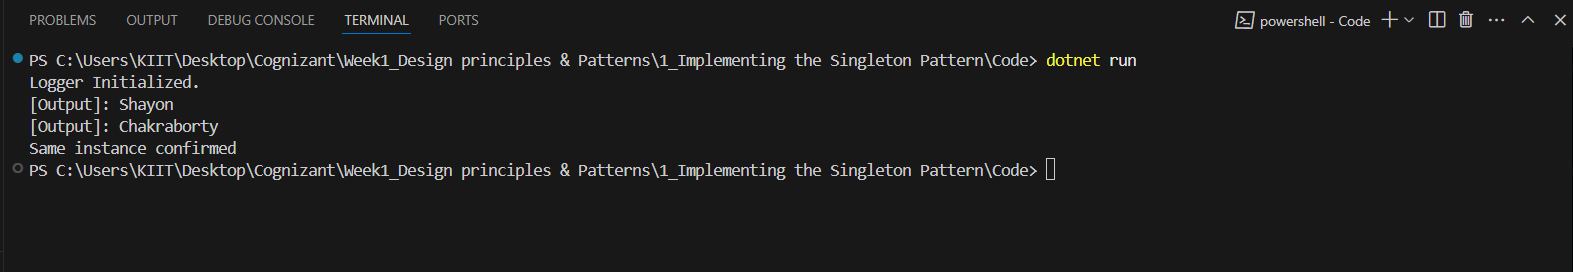 PROBLEMS OUTPUT DEBUG CONSOLE TERMINAL PORTS powershell - Code
PS C:\Users\KIIT\Desktop\Cognizant\Week1_Design principles & Patterns\1_Implementing the Singleton Pattern\Code> dotnet run
Logger Initialized.
[Output]: Shayon
[Output]: Chakraborty
Same instance confirmed
PS C:\Users\KIIT\Desktop\Cognizant\Week1_Design principles & Patterns\1_Implementing the Singleton Pattern\Code>